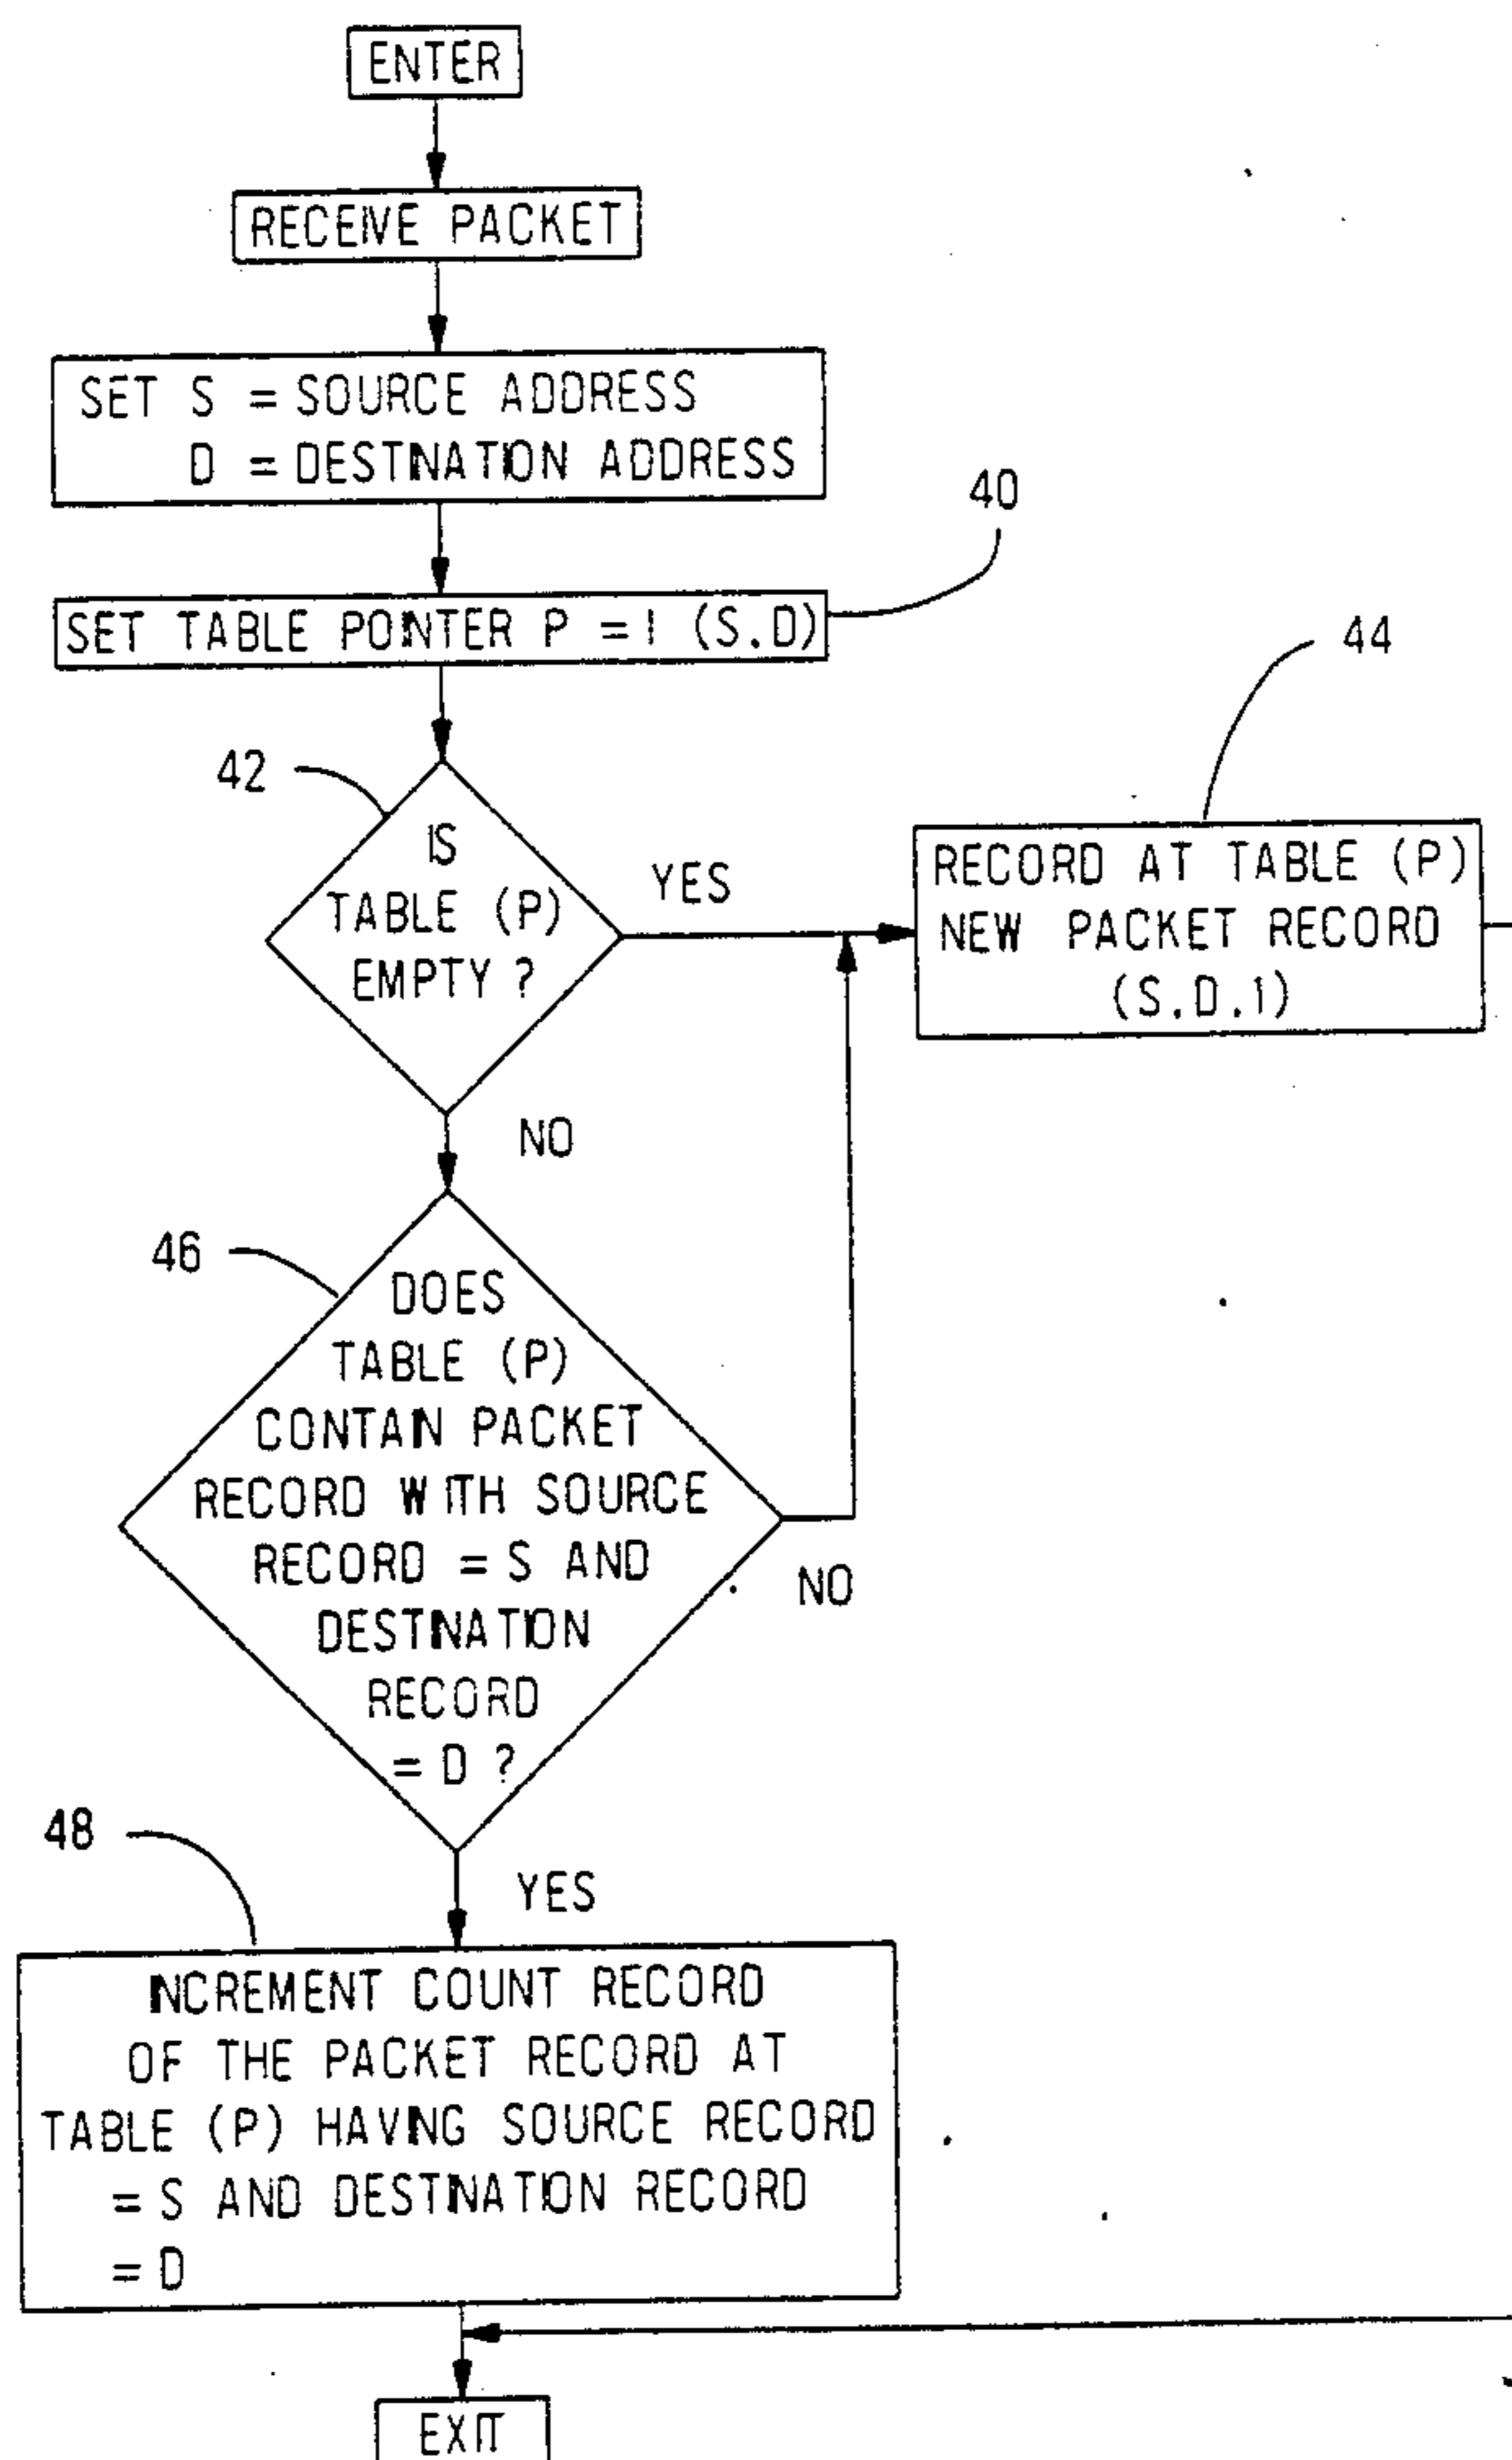 ENTER
RECEIVE PACKET
SET S = SOURCE ADDRESS
D = DESTINATION ADDRESS
40
SET TABLE POINTER P = I (S.D)
44
42
IS
TABLE (P)
EMPTY ?
YES
RECORD AT TABLE (P)
NEW PACKET RECORD
(S.D.1)
NO
46
DOES
TABLE (P)
CONTAIN PACKET
RECORD WITH SOURCE
RECORD = S AND
DESTINATION
RECORD
= D ?
NO
48
YES
INCREMENT COUNT RECORD
OF THE PACKET RECORD AT
TABLE (P) HAVING SOURCE RECORD
= S AND DESTINATION RECORD
= D
EXIT